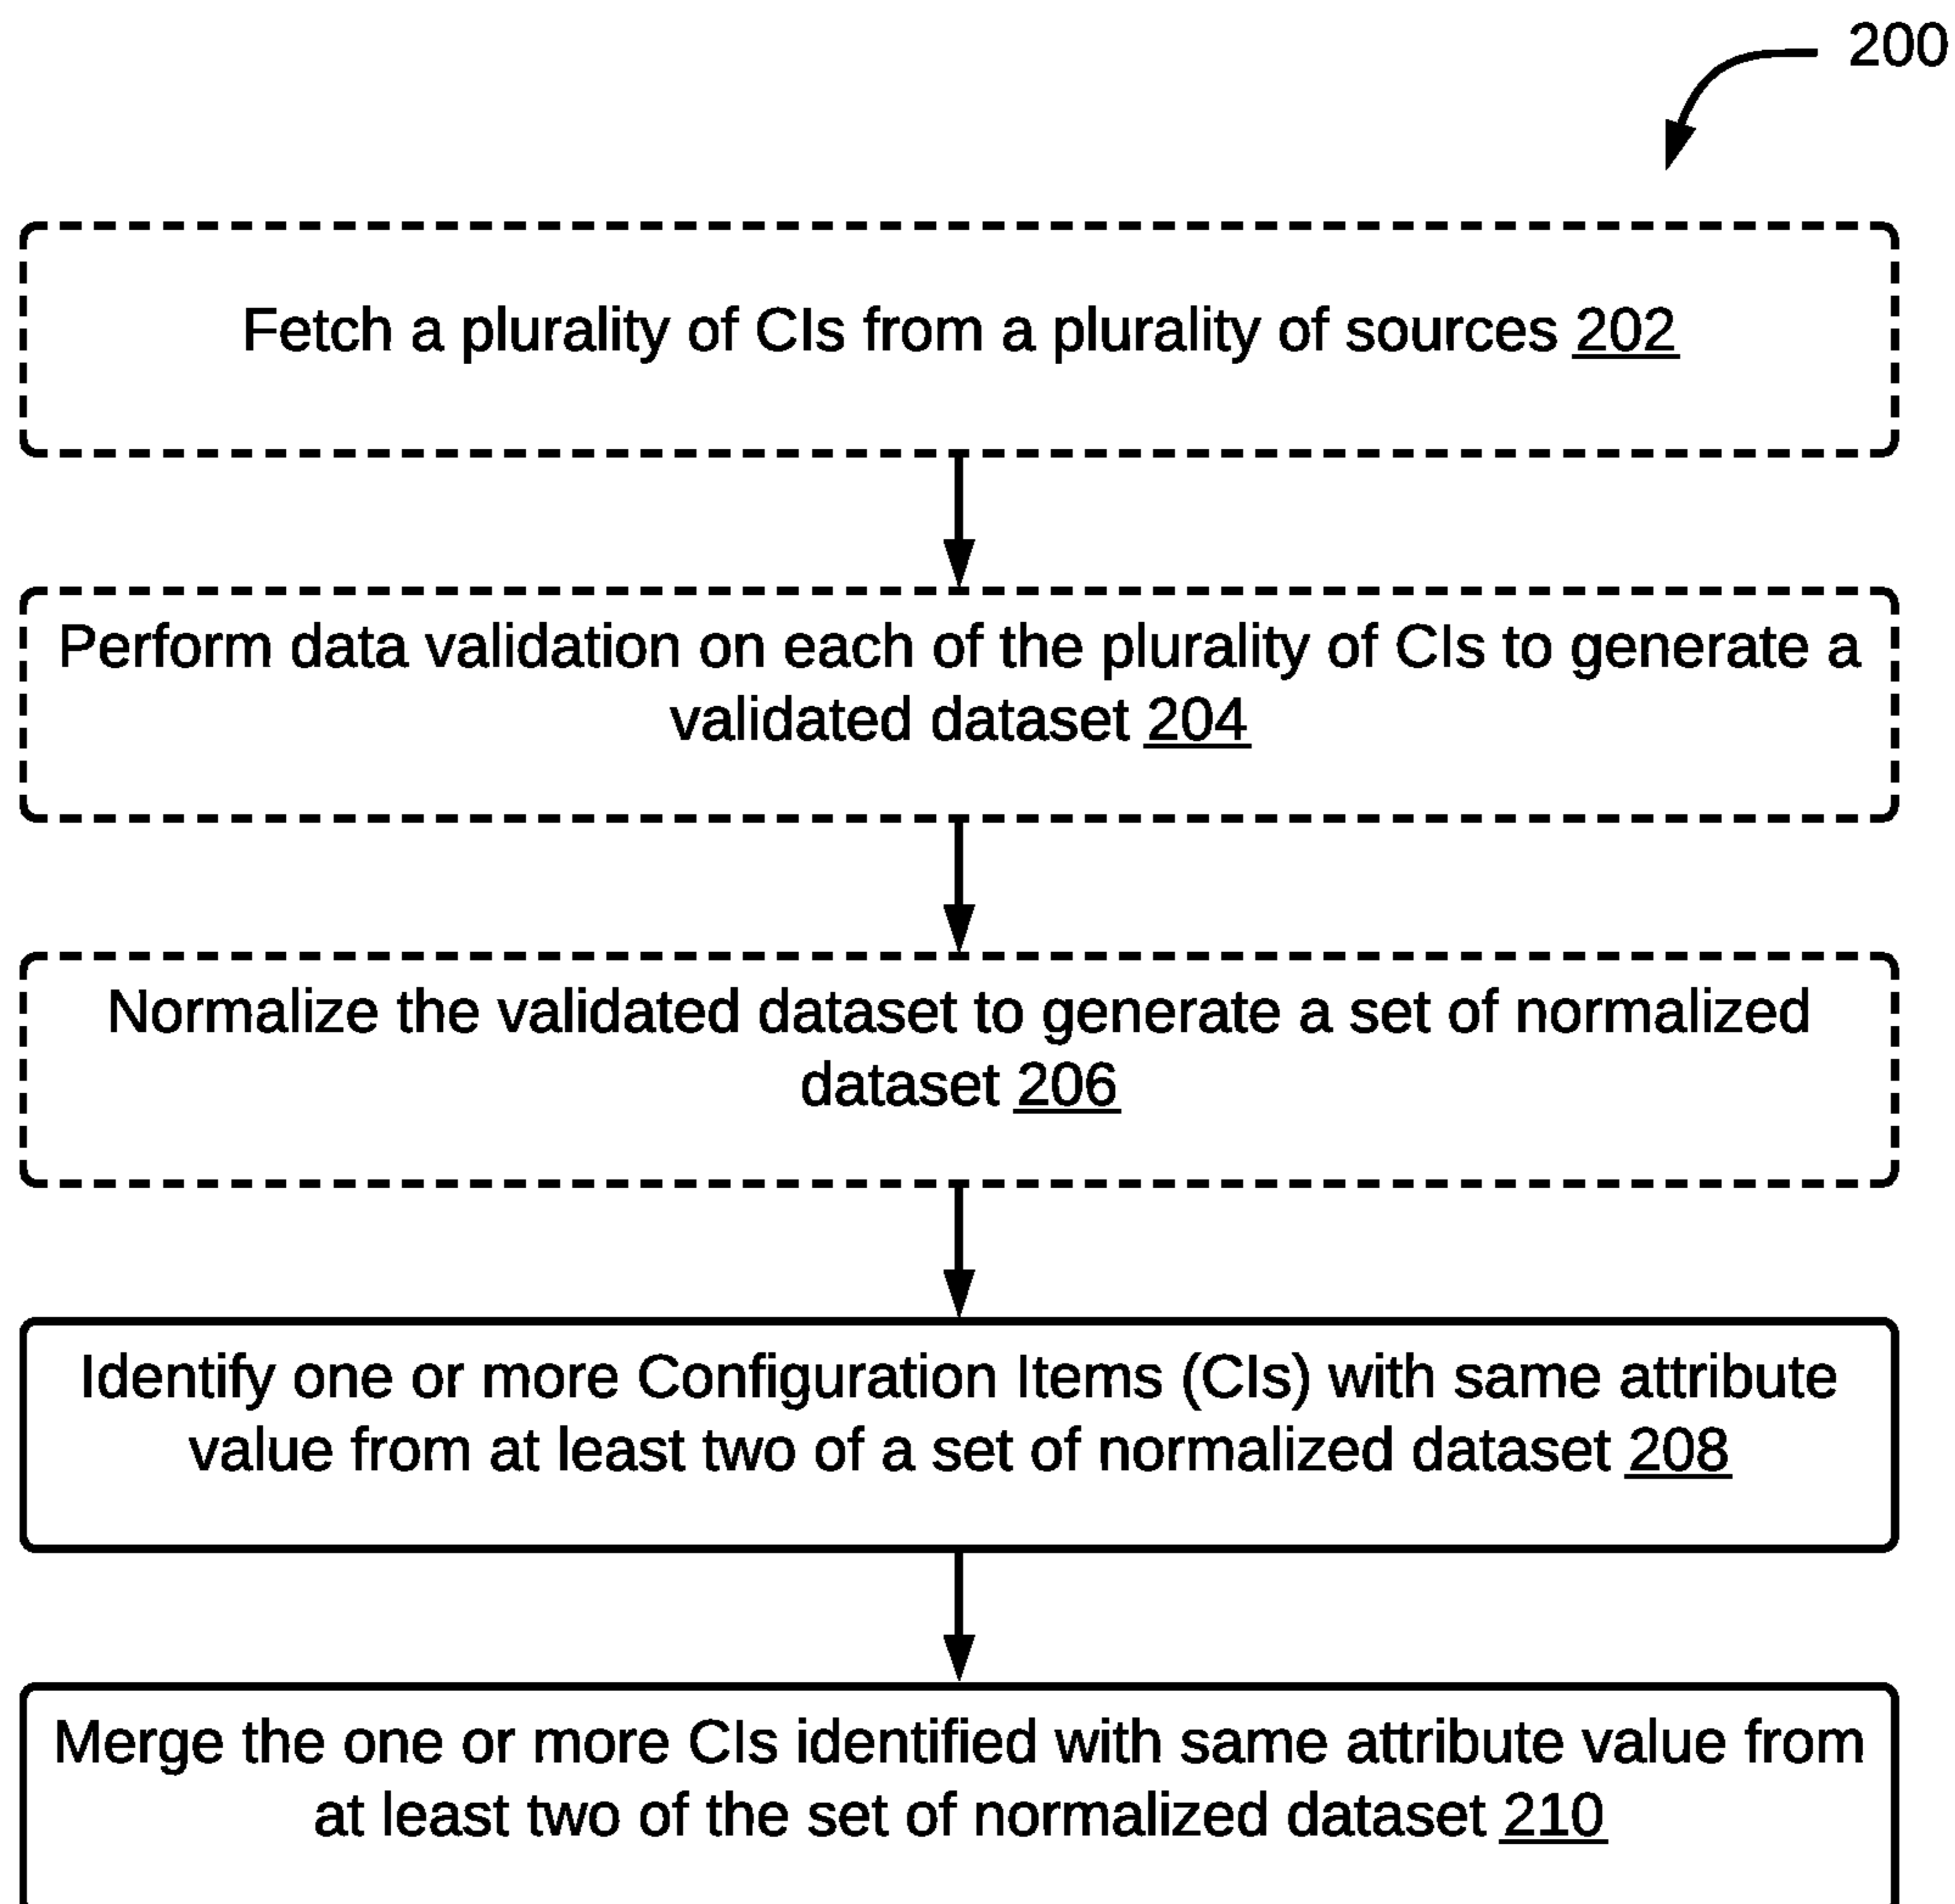 200
Fetch a plurality of CIs from a plurality of sources 202
Perform data validation on each of the plurality of CIs to generate a
validated dataset 204
Normalize the validated dataset to generate a set of normalized
dataset 206
Identify one or more Configuration Items (CIs) with same attribute
value from at least two of a set of normalized dataset 208
Merge the one or more CIs identified with same attribute value from
at least two of the set of normalized dataset 210